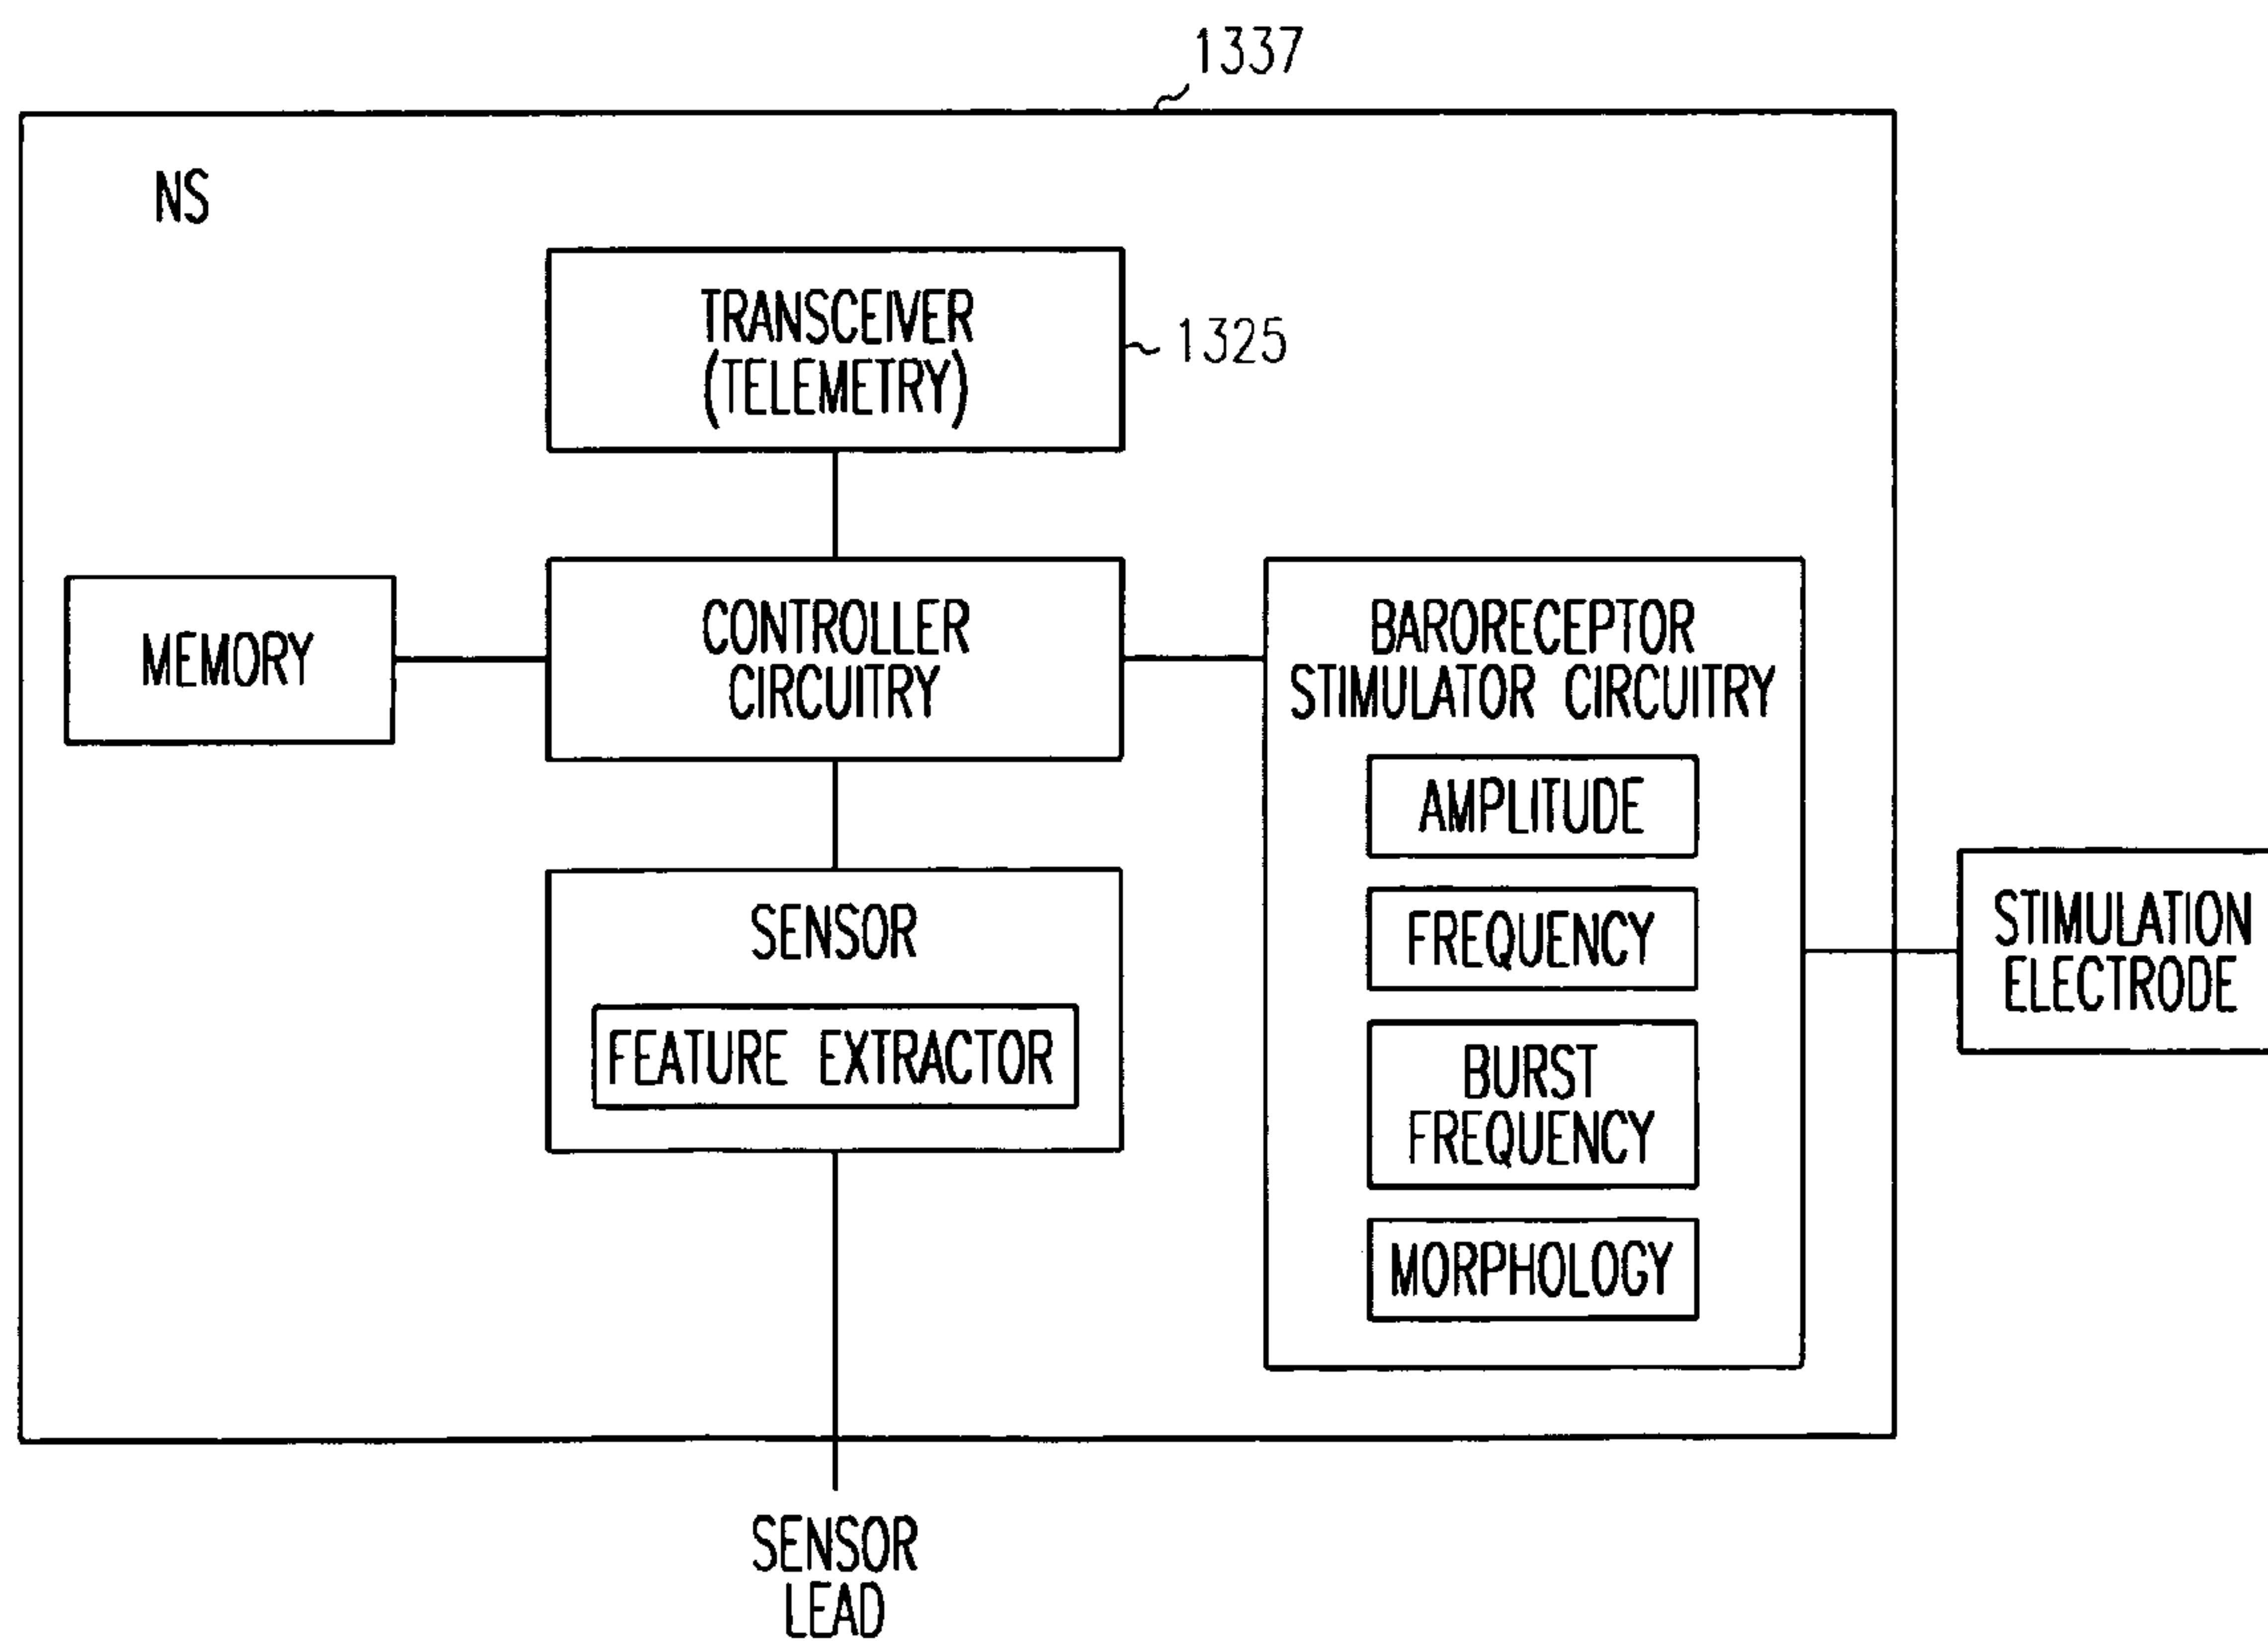 1337
NS
TRANSCEIVER
(TELEMETRY)
1325
MEMORY
CONTROLLER
CIRCUITRY
BARORECEPTOR
STIMULATOR CIRCUITRY
AMPLITUDE
FREQUENCY
BURST
FREQUENCY
MORPHOLOGY
SENSOR
FEATURE EXTRACTOR
STIMULATION
ELECTRODE
SENSOR
LEAD